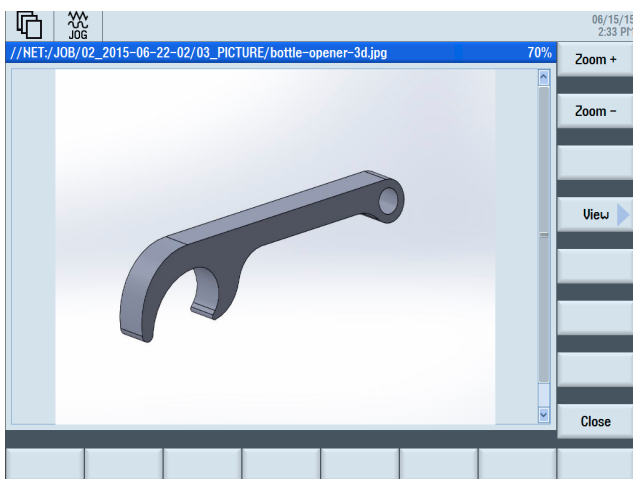 JOG
06/15/15
2:33 PM
//NET:/JOB/02_2015-06-22-02/03_PICTURE/bottle-opener-3d.jpg 70%
Zoom +
Zoom -
View
Close